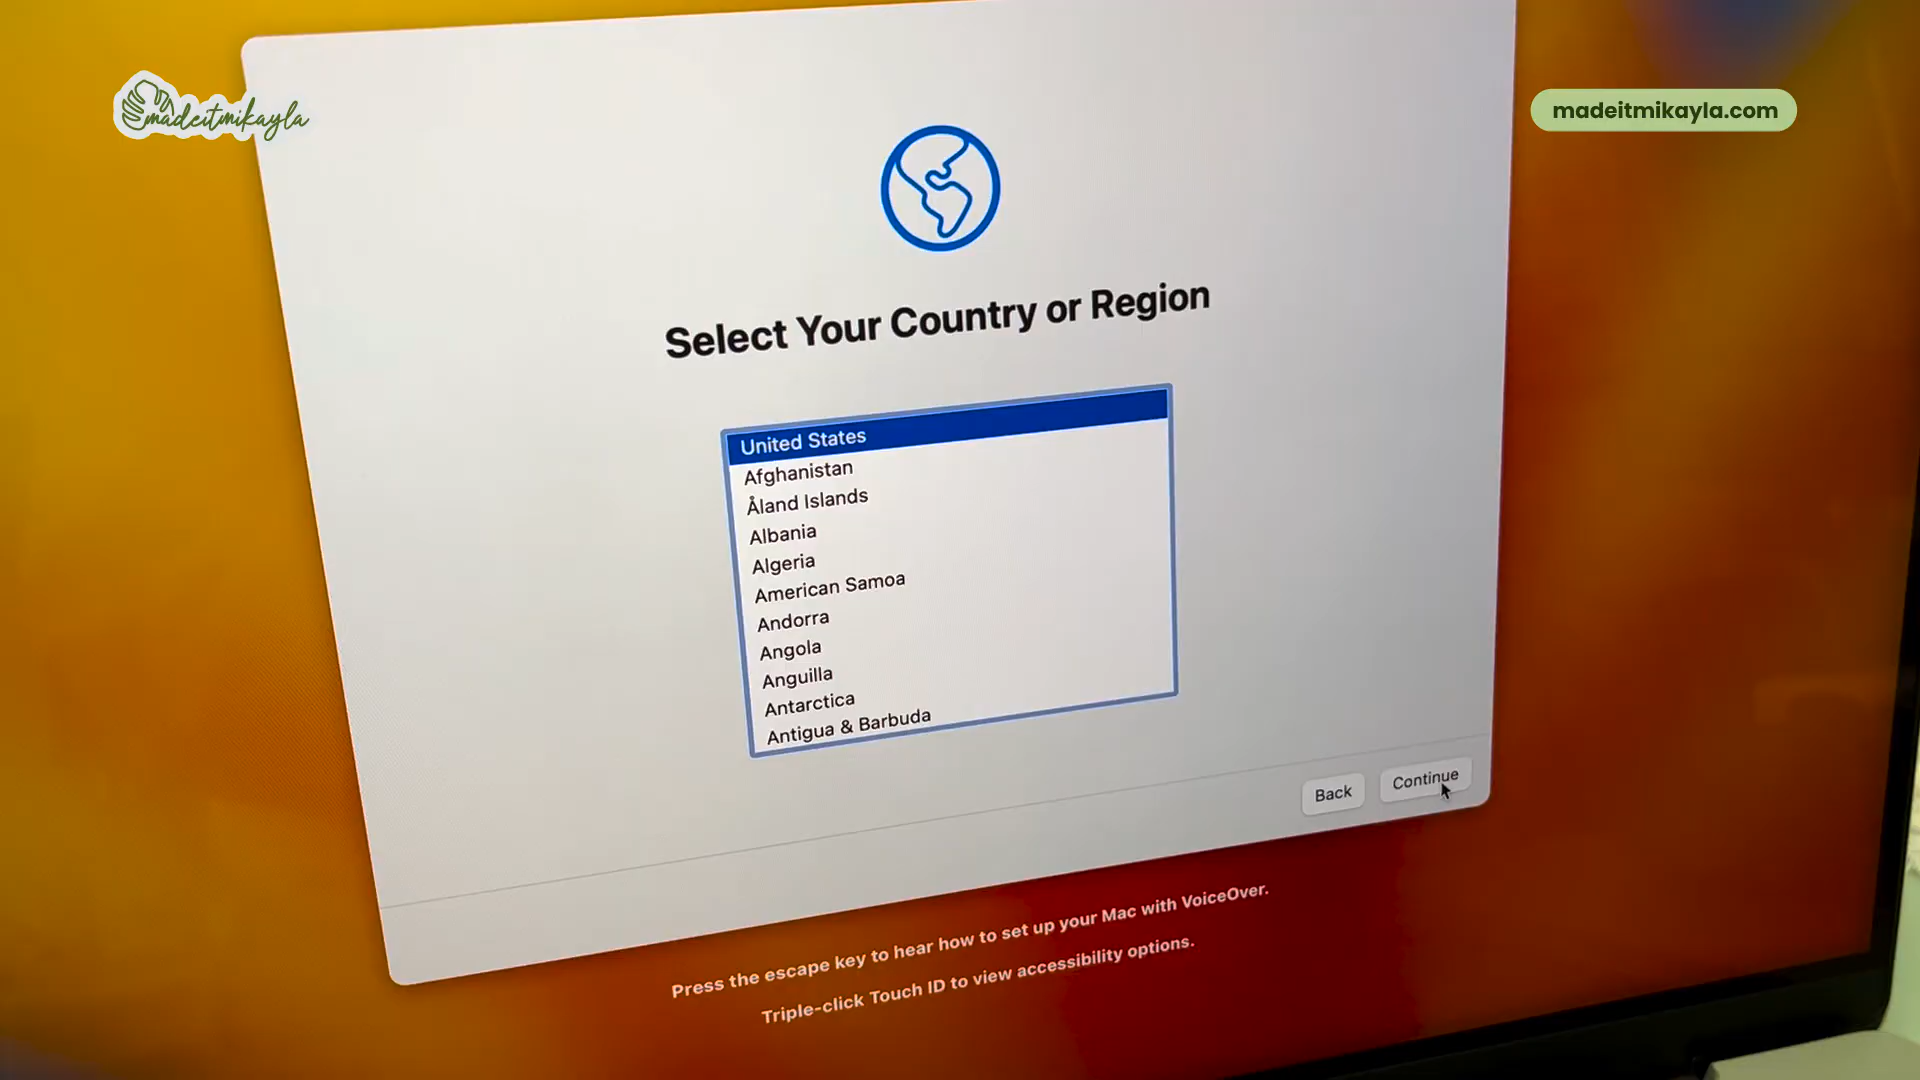 madeitmikayla
madeitmikayla.com
Select Your Country or Region
United States
Afghanistan
Åland Islands
Albania
Algeria
American Samoa
Andorra
Angola
Anguilla
Antarctica
Antigua & Barbuda
Back
Continue
Press the escape key to hear how to set up your Mac with VoiceOver.
Triple-click Touch ID to view accessibility options.